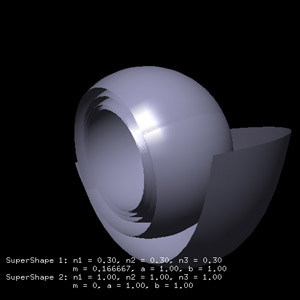 SuperShape 1: n1 = 0.30, n2 = 0.30, n3 = 0.30
m = 0.166667, a = 1.00, b = 1.00
SuperShape 2: n1 = 1.00, n2 = 1.00, n3 = 1.00
m = 0, a = 1.00, b = 1.00